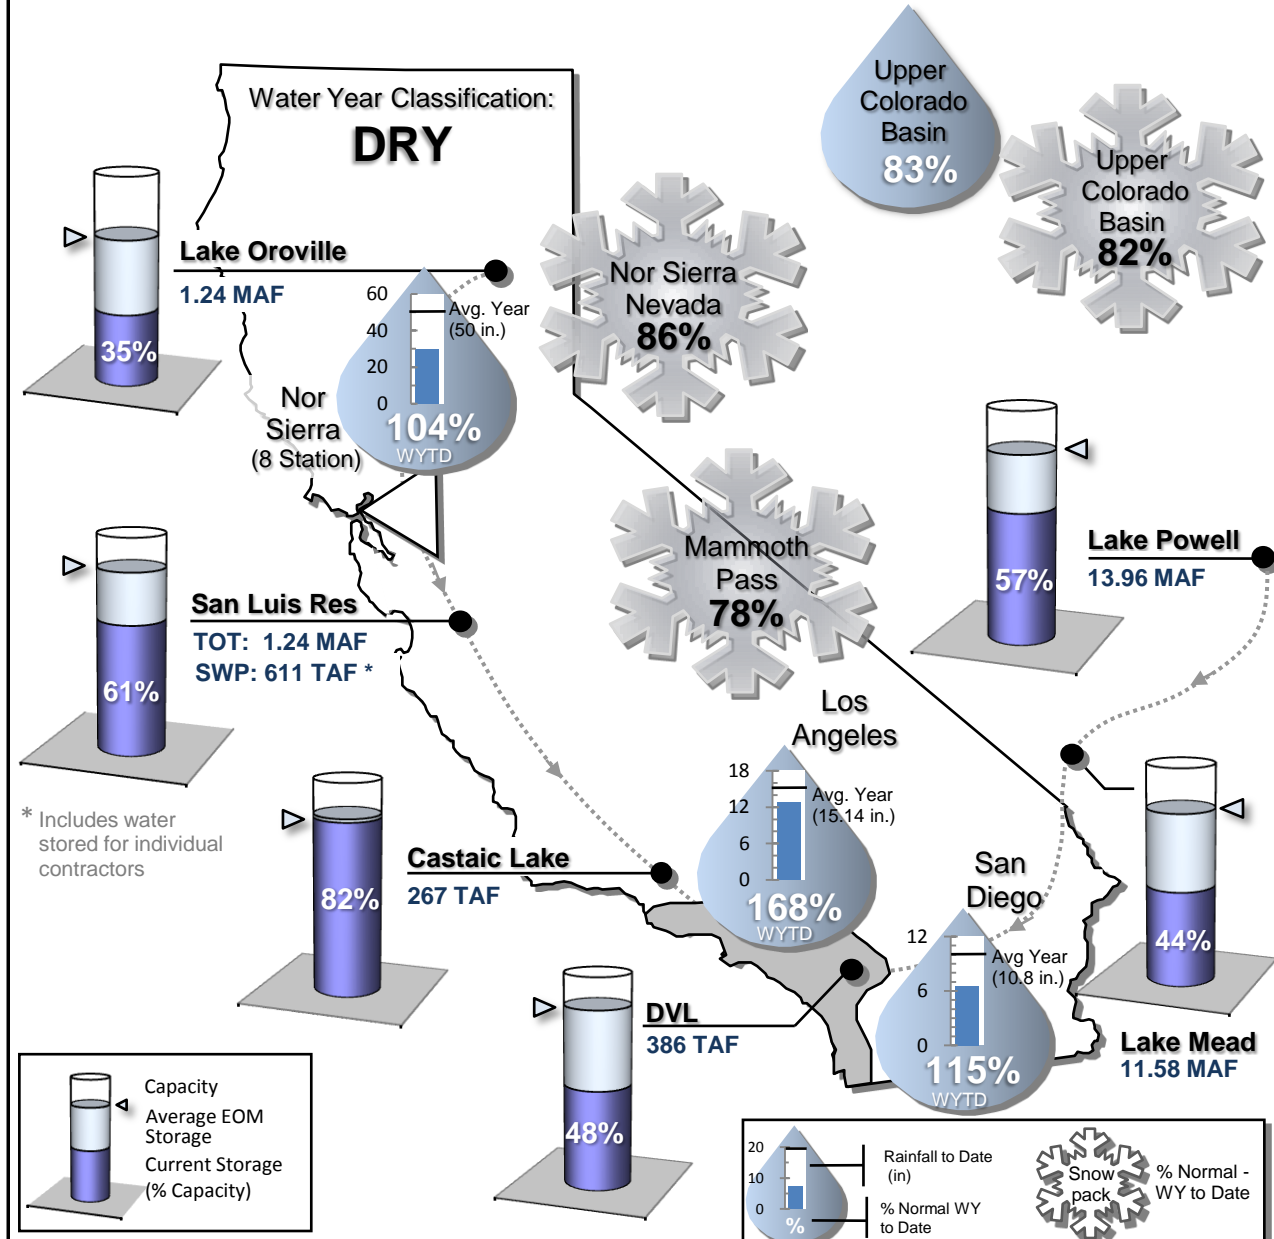 Water Year Classification:
DRY
Upper
Colorado
Basin
83%
Upper
Colorado
Basin
82%
Lake Oroville
1.24 MAF
35%
60
40
20
0
Avg. Year
(50 in.)
104%
WYTD
Nor
Sierra
(8 Station)
Nor Sierra
Nevada
86%
Mammoth
Pass
78%
57%
Lake Powell
13.96 MAF
61%
San Luis Res
TOT: 1.24 MAF
SWP: 611 TAF *
* Includes water
stored for individual
contractors
82%
Castaic Lake
267 TAF
Los
Angeles
18
12
6
0
Avg. Year
(15.14 in.)
168%
WYTD
San
Diego
12
6
0
Avg Year
(10.8 in.)
115%
WYTD
44%
Lake Mead
11.58 MAF
DVL
386 TAF
48%
Capacity
Average EOM
Storage
Current Storage
(% Capacity)
20
10
0
%
Rainfall to Date
(in)
% Normal WY
to Date
Snow
pack
% Normal -
WY to Date